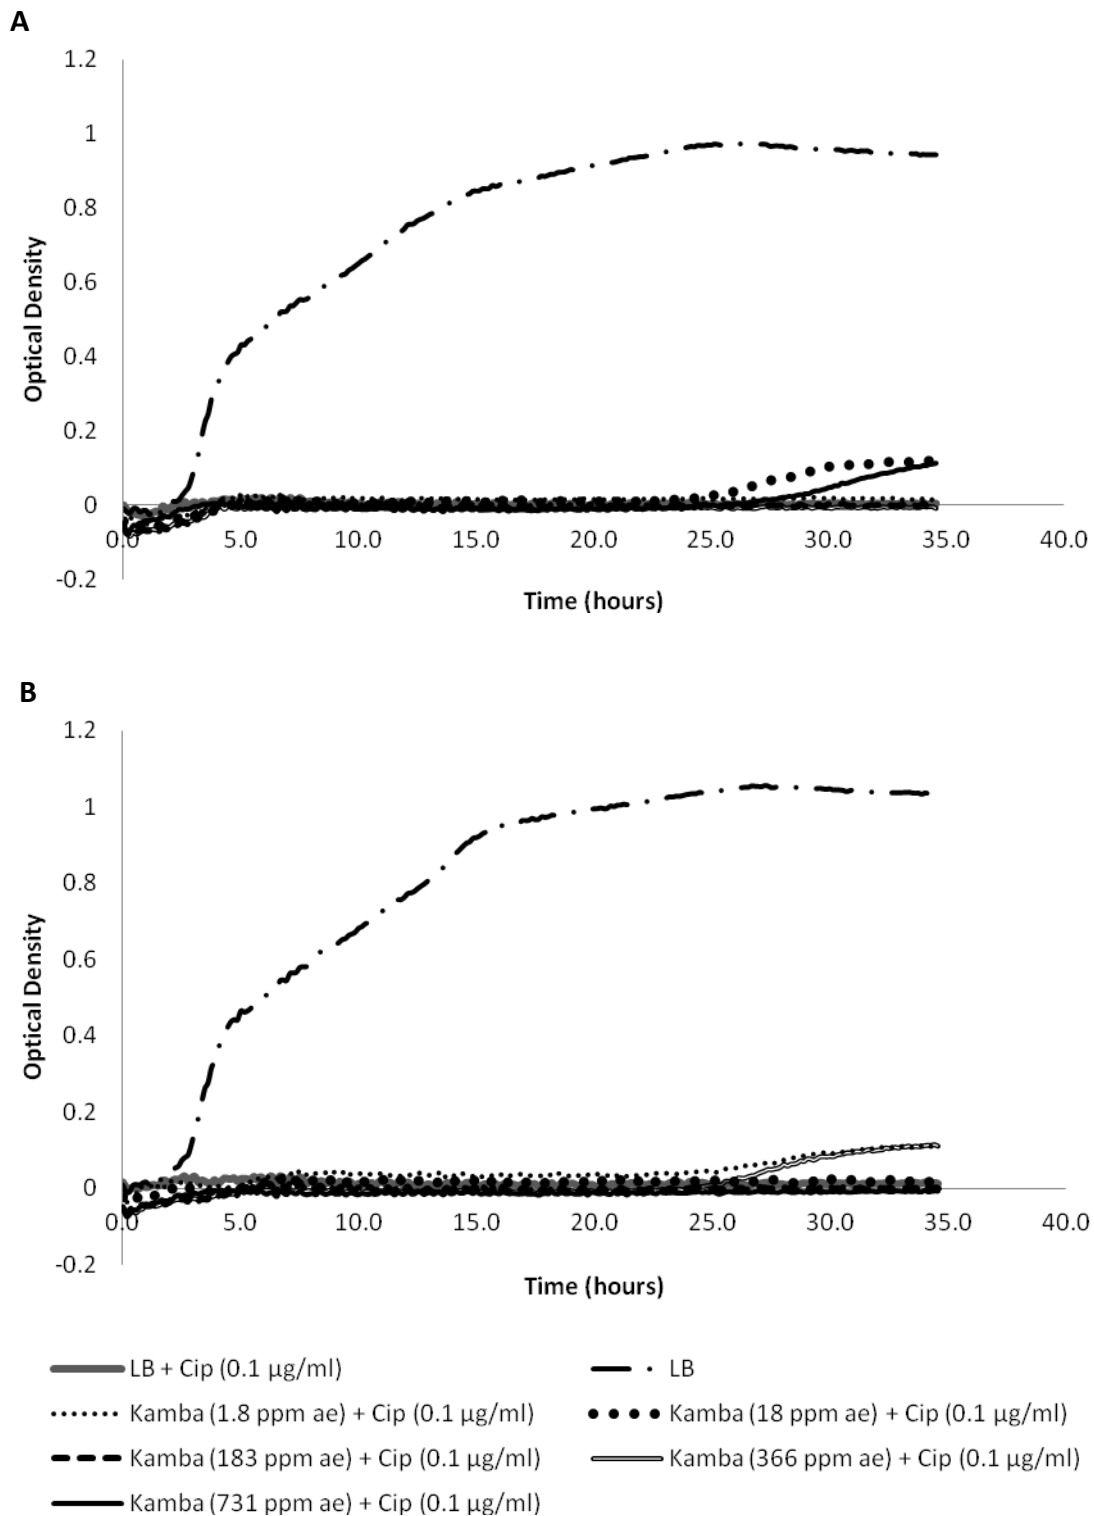 A
1.2
1
0.8
0.6
0.4
0.2
0
-0.2
Optical Density
0.0 5.0 10.0 15.0 20.0 25.0 30.0 35.0 40.0
Time (hours)
B
1.2
1
0.8
0.6
0.4
0.2
0
-0.2
Optical Density
0.0 5.0 10.0 15.0 20.0 25.0 30.0 35.0 40.0
Time (hours)
LB + Cip (0.1 μg/ml) LB
Kamba (1.8 ppm ae) + Cip (0.1 μg/ml) Kamba (18 ppm ae) + Cip (0.1 μg/ml)
Kamba (183 ppm ae) + Cip (0.1 μg/ml) Kamba (366 ppm ae) + Cip (0.1 μg/ml)
Kamba (731 ppm ae) + Cip (0.1 μg/ml)